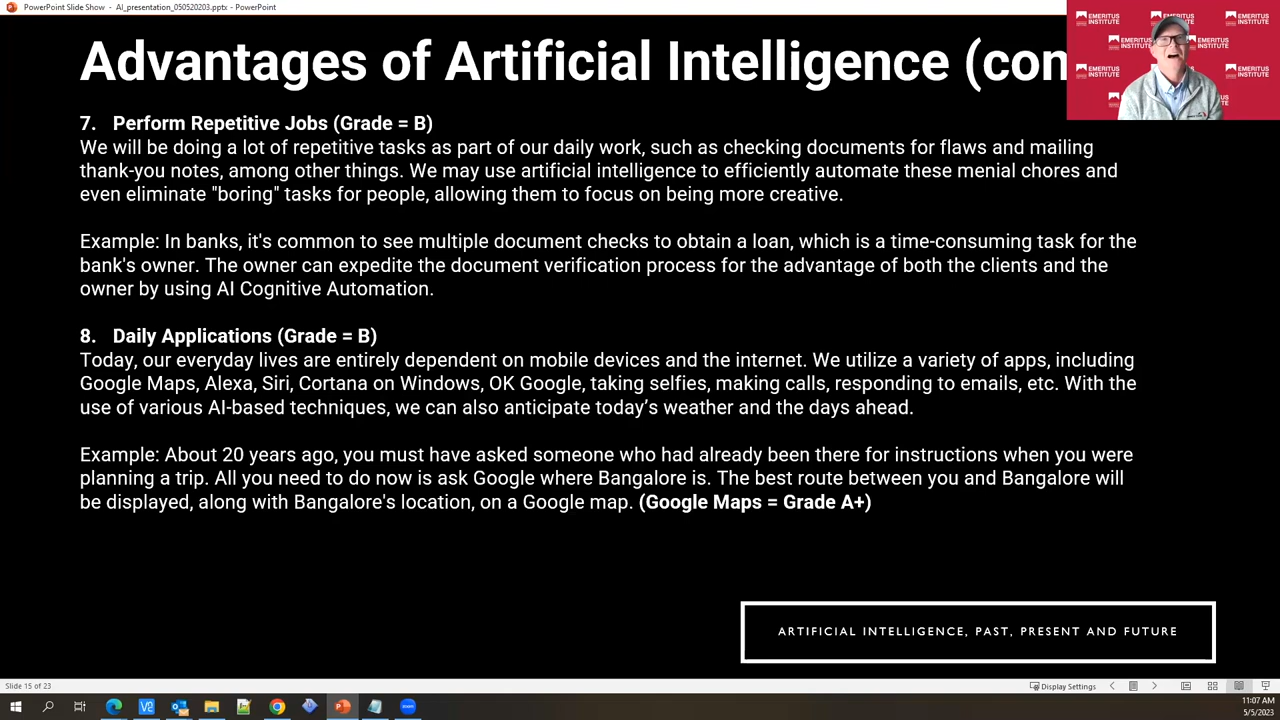 PowerPoint Slide Show - AI_presentation_050520203.pptx - PowerPoint
Advantages of Artificial Intelligence (con
EMERITUS INSTITUTE
7. Perform Repetitive Jobs (Grade = B)
We will be doing a lot of repetitive tasks as part of our daily work, such as checking documents for flaws and mailing
thank-you notes, among other things. We may use artificial intelligence to efficiently automate these menial chores and
even eliminate "boring" tasks for people, allowing them to focus on being more creative.
Example: In banks, it's common to see multiple document checks to obtain a loan, which is a time-consuming task for the
bank's owner. The owner can expedite the document verification process for the advantage of both the clients and the
owner by using AI Cognitive Automation.
8. Daily Applications (Grade = B)
Today, our everyday lives are entirely dependent on mobile devices and the internet. We utilize a variety of apps, including
Google Maps, Alexa, Siri, Cortana on Windows, OK Google, taking selfies, making calls, responding to emails, etc. With the
use of various AI-based techniques, we can also anticipate today’s weather and the days ahead.
Example: About 20 years ago, you must have asked someone who had already been there for instructions when you were
planning a trip. All you need to do now is ask Google where Bangalore is. The best route between you and Bangalore will
be displayed, along with Bangalore's location, on a Google map. (Google Maps = Grade A+)
ARTIFICIAL INTELLIGENCE, PAST, PRESENT AND FUTURE
Slide 15 of 23
Display Settings
zoom
11:07 AM
5/5/2023